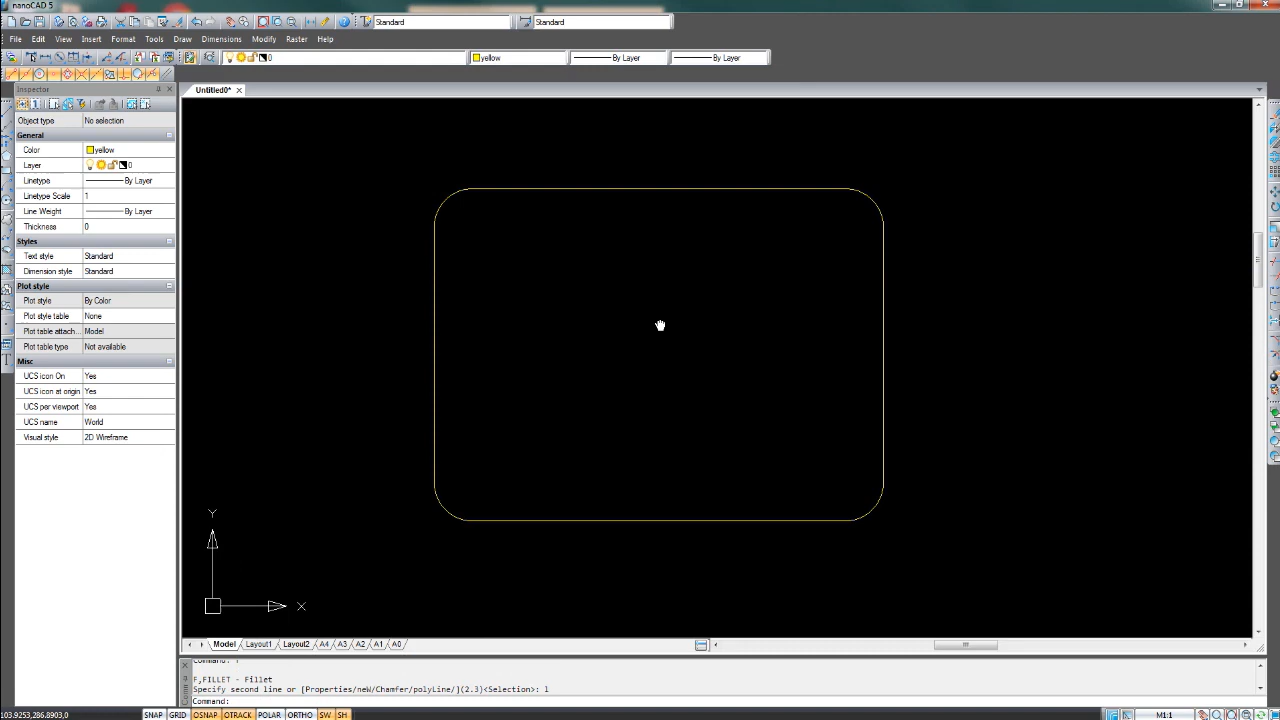 nanoCAD 5
Standard
Standard
File Edit View Insert Format Tools Draw Dimensions Modify Raster Help
0
yellow
By Layer
By Layer
Inspector
Untitled0*
Object type No selection
General
Color yellow
Layer 0
Linetype By Layer
Linetype Scale 1
Line Weight By Layer
Thickness 0
Styles
Text style Standard
Dimension style Standard
Plot style
Plot style By Color
Plot style table None
Plot table attach... Model
Plot table type Not available
Misc
UCS icon On Yes
UCS icon at origin Yes
UCS per viewport Yes
UCS name World
Visual style 2D Wireframe
Y
X
Model Layout1 Layout2 A4 A3 A2 A1 A0
F,FILLET - Fillet
Specify second line or [Properties/neW/Chamfer/polyLine/](2.3)<Selection>: l
Command:
103.9253,286.8903,0 SNAP GRID OSNAP OTRACK POLAR ORTHO SW SH M1:1